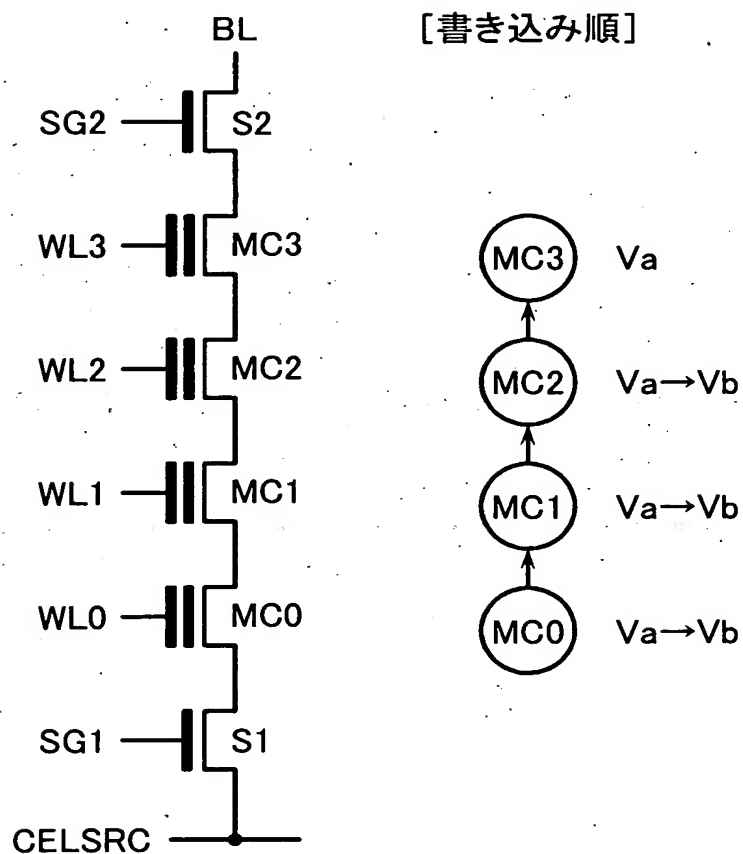 BL [書き込み順]
SG2 S2
WL3 MC3 MC3 Va
WL2 MC2 MC2 Va→Vb
WL1 MC1 MC1 Va→Vb
WL0 MC0 MC0 Va→Vb
SG1 S1
CELSRC